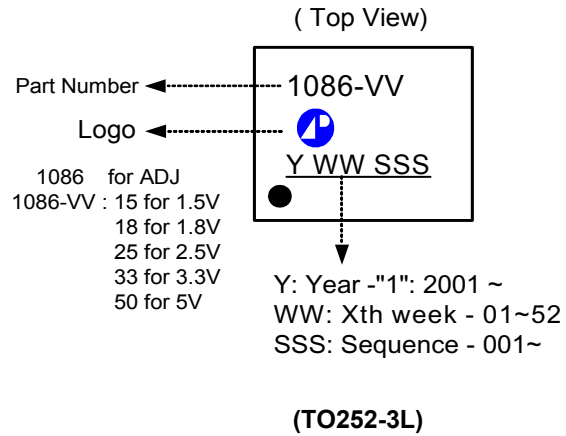 ( Top View)
Part Number
1086-VV
Logo
AP
Y WW SSS
1086 for ADJ
1086-VV : 15 for 1.5V
18 for 1.8V
25 for 2.5V
33 for 3.3V
50 for 5V
Y: Year -"1": 2001 ~
WW: Xth week - 01~52
SSS: Sequence - 001~
(TO252-3L)